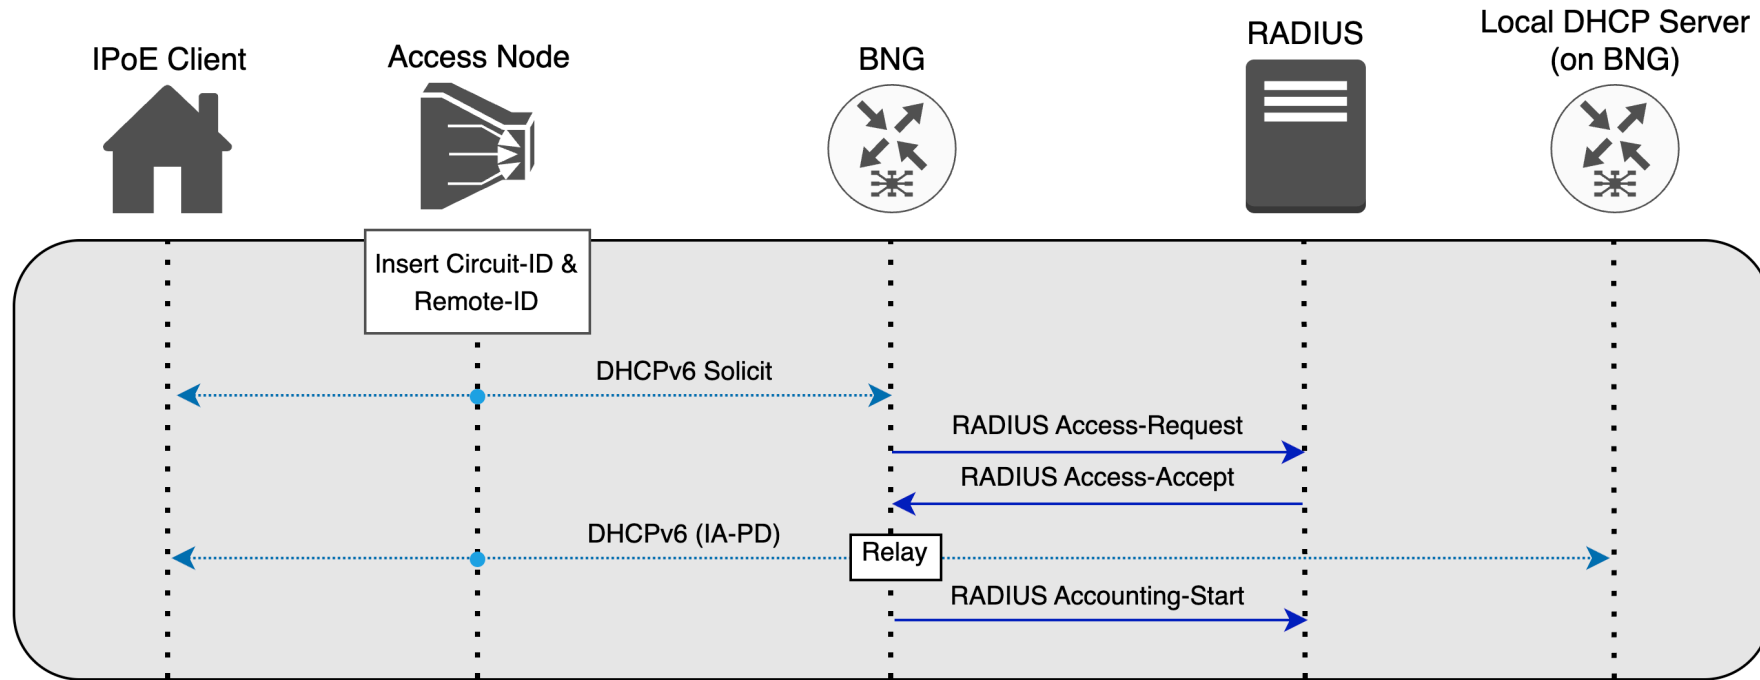 IPoE Client
Access Node
BNG
RADIUS
Local DHCP Server
(on BNG)
Insert Circuit-ID &
Remote-ID
DHCPv6 Solicit
RADIUS Access-Request
RADIUS Access-Accept
DHCPv6 (IA-PD)
Relay
RADIUS Accounting-Start